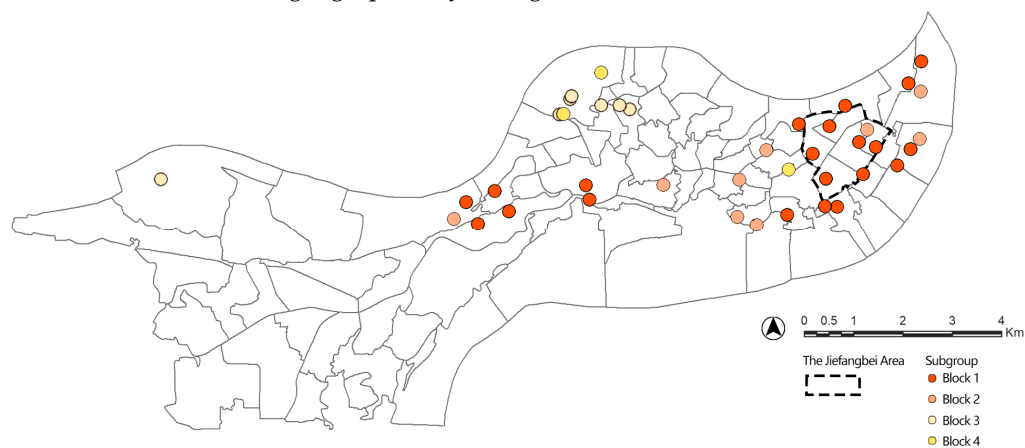 0 0.5 1 2 3 4
Km
The Jiefangbei Area
Subgroup
Block 1
Block 2
Block 3
Block 4